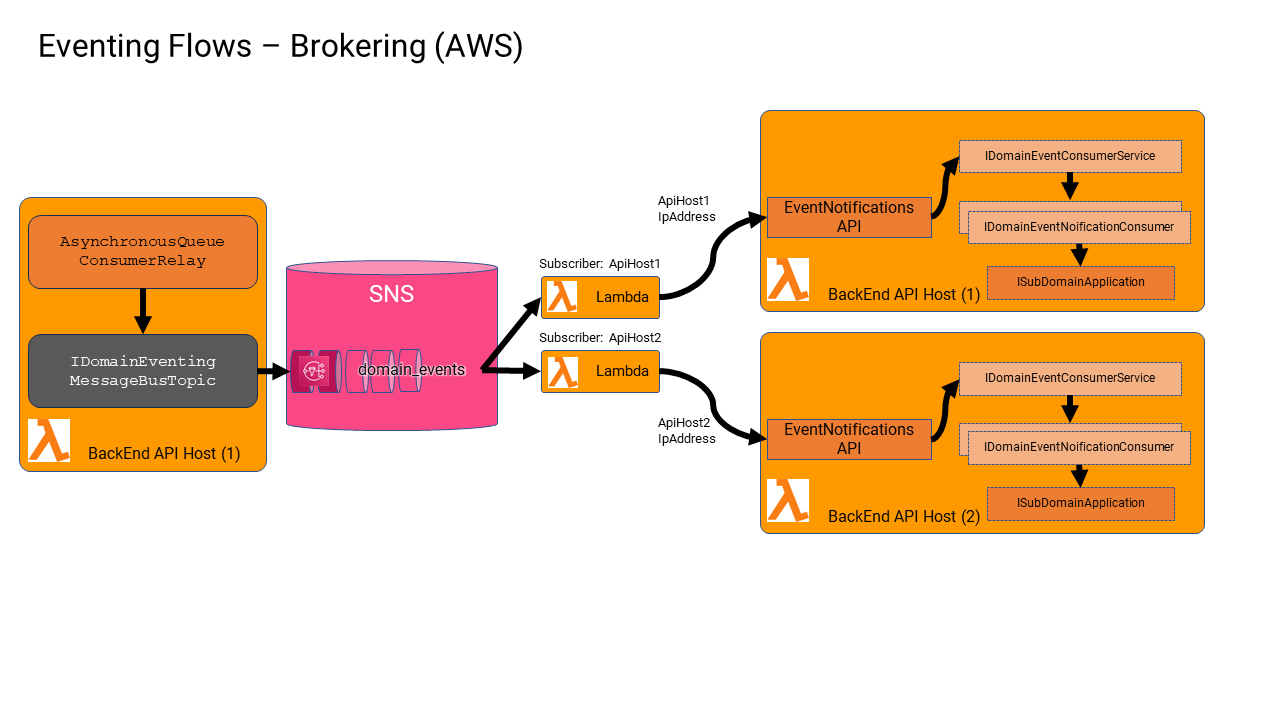 Eventing Flows – Brokering (AWS)
AsynchronousQueue
ConsumerRelay
IDomainEventing
MessageBusTopic
BackEnd API Host (1)
SNS
domain_events
Subscriber: ApiHost1
Lambda
Subscriber: ApiHost2
Lambda
ApiHost1
IpAddress
ApiHost2
IpAddress
EventNotifications
API
IDomainEventConsumerService
IDomainEventNoificationConsumer
ISubDomainApplication
BackEnd API Host (1)
EventNotifications
API
IDomainEventConsumerService
IDomainEventNoificationConsumer
ISubDomainApplication
BackEnd API Host (2)